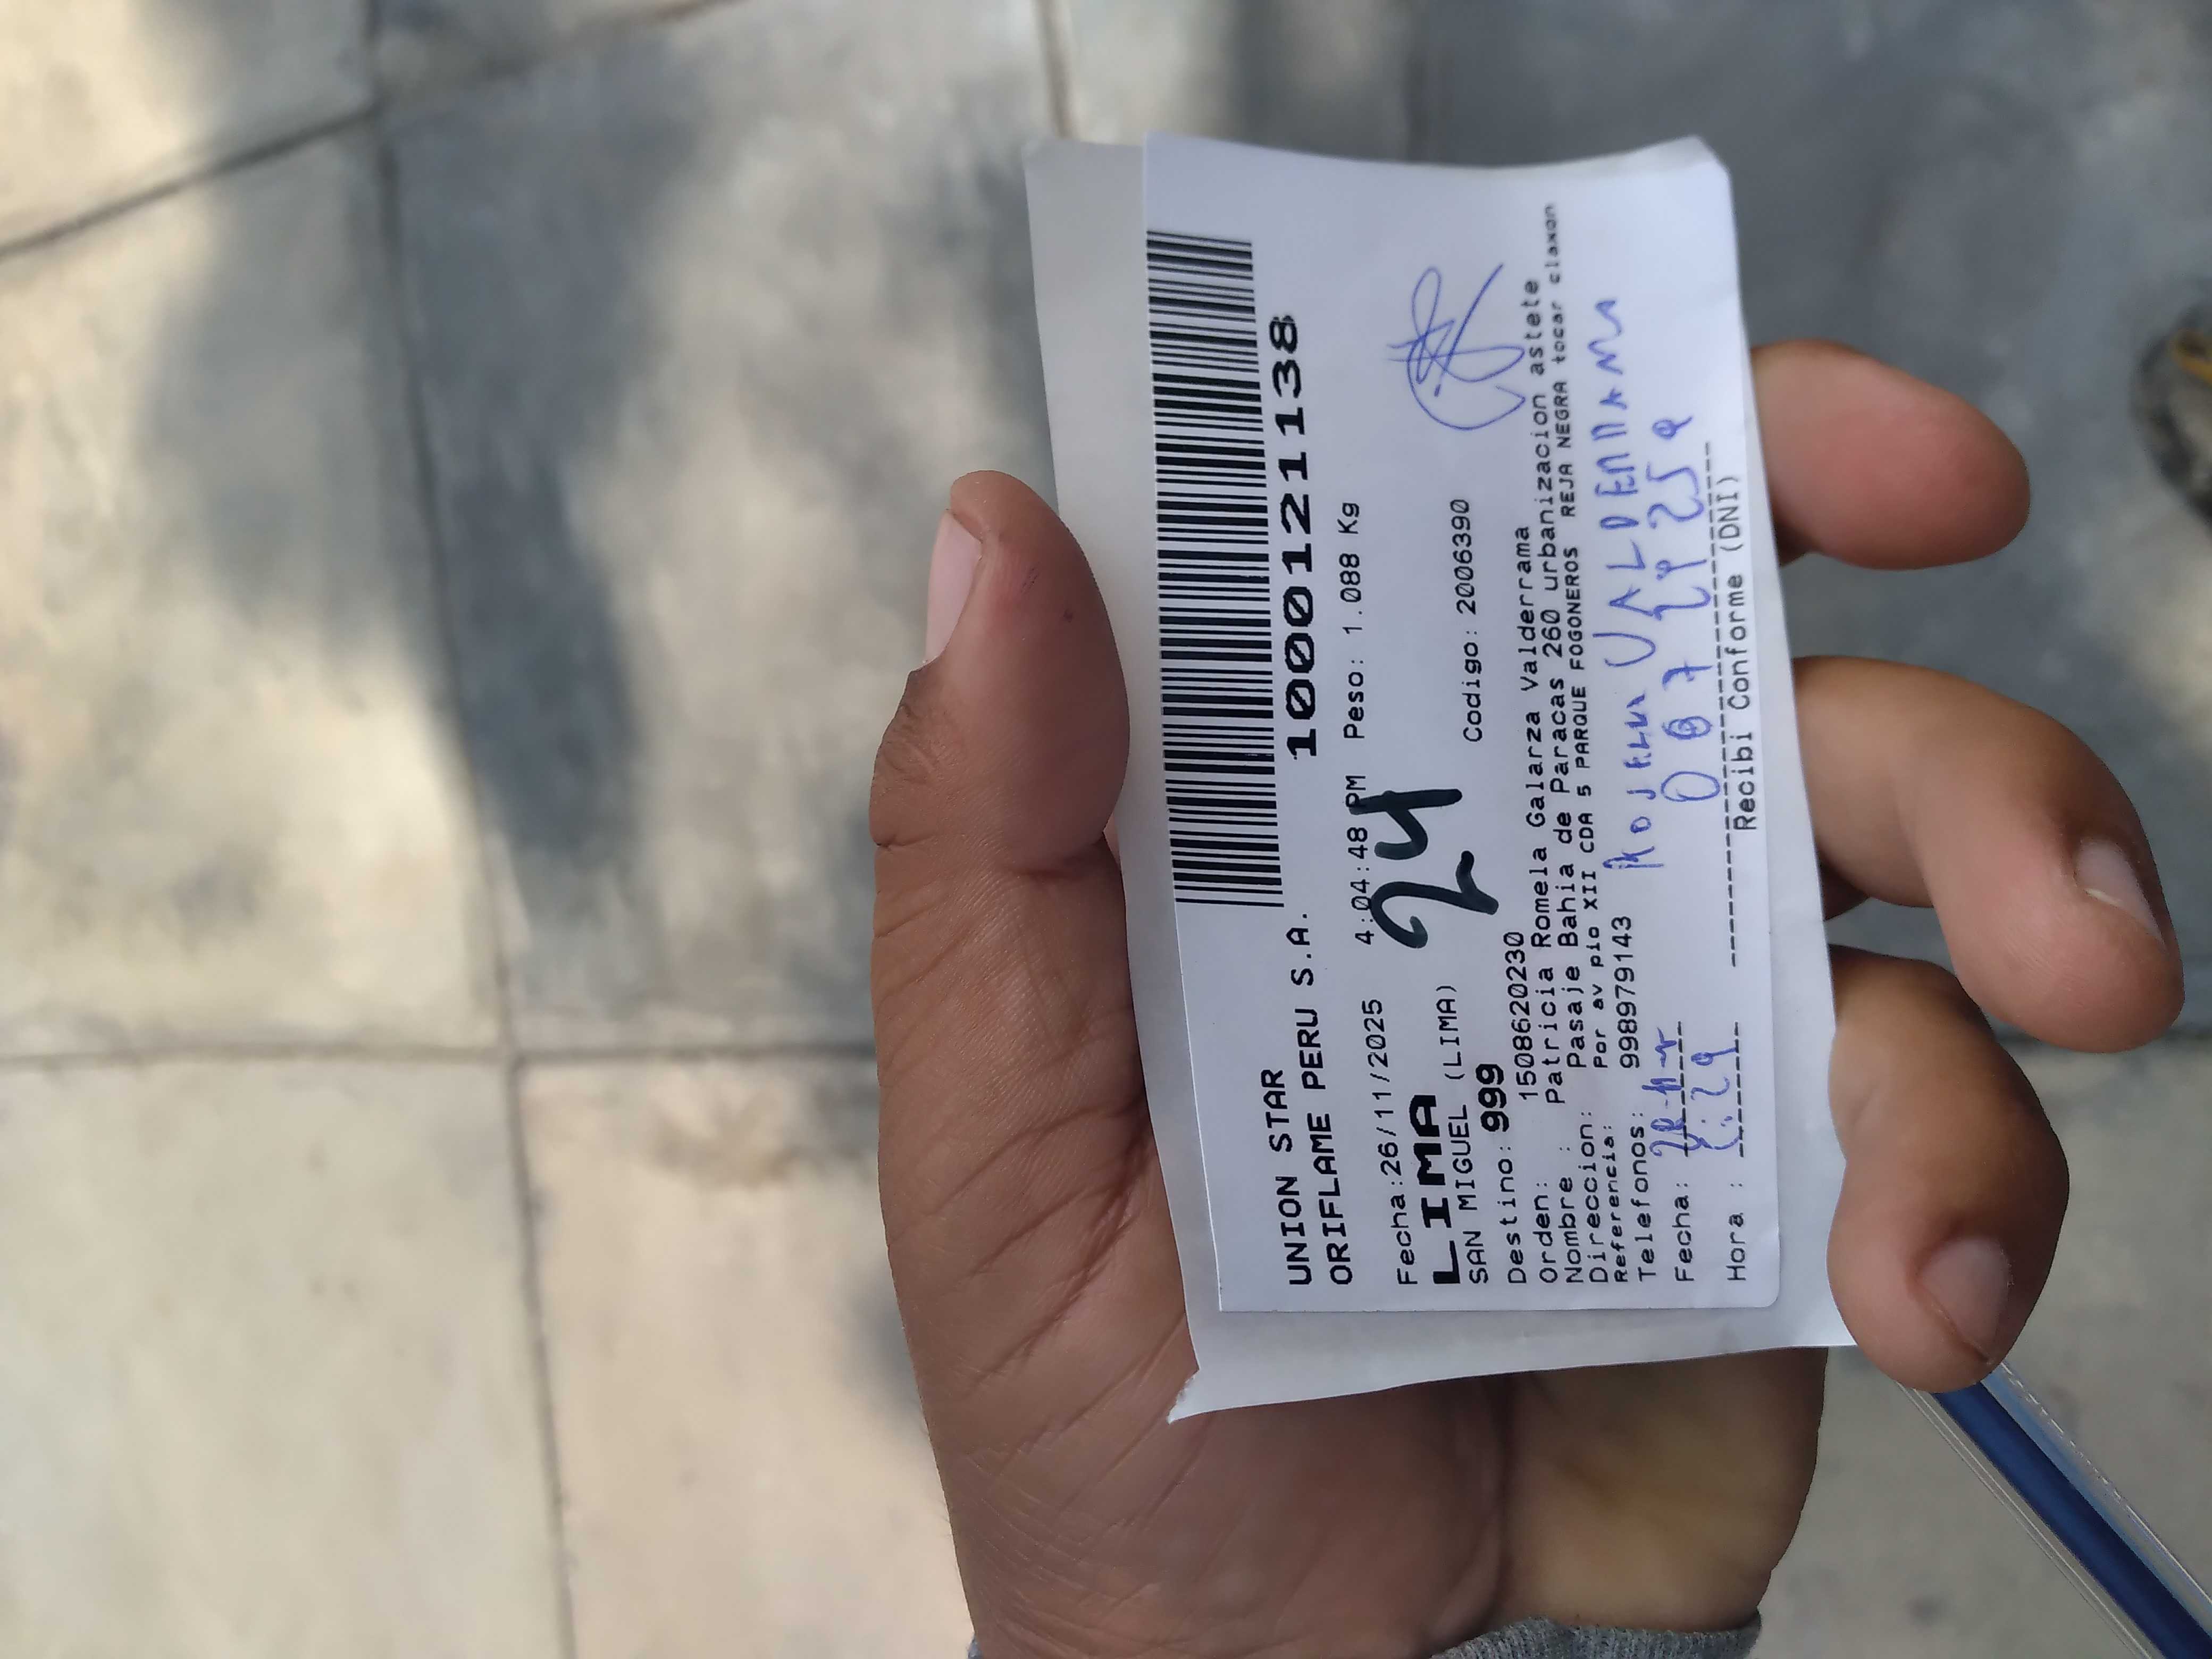 UNION STAR
ORIFLAME PERU S.A. 1000121138
Fecha:26/11/2025 4:04:48 PM Peso: 1.088 Kg
LIMA 24
SAN MIGUEL (LIMA) Codigo: 2006390
Destino: 999
Orden: 1508620230
Nombre : Patricia Romela Galarza Valderrama
Direccion: Pasaje Bahia de Paracas 260 urbanizacion astete
Referencia: Por av pio XII CDA 5 PARQUE FOGONEROS REJA NEGRA tocar claxon
Telefonos: 998979143
VALDERRAMA
Fecha:
Hora :
Recibi Conforme (DNI)